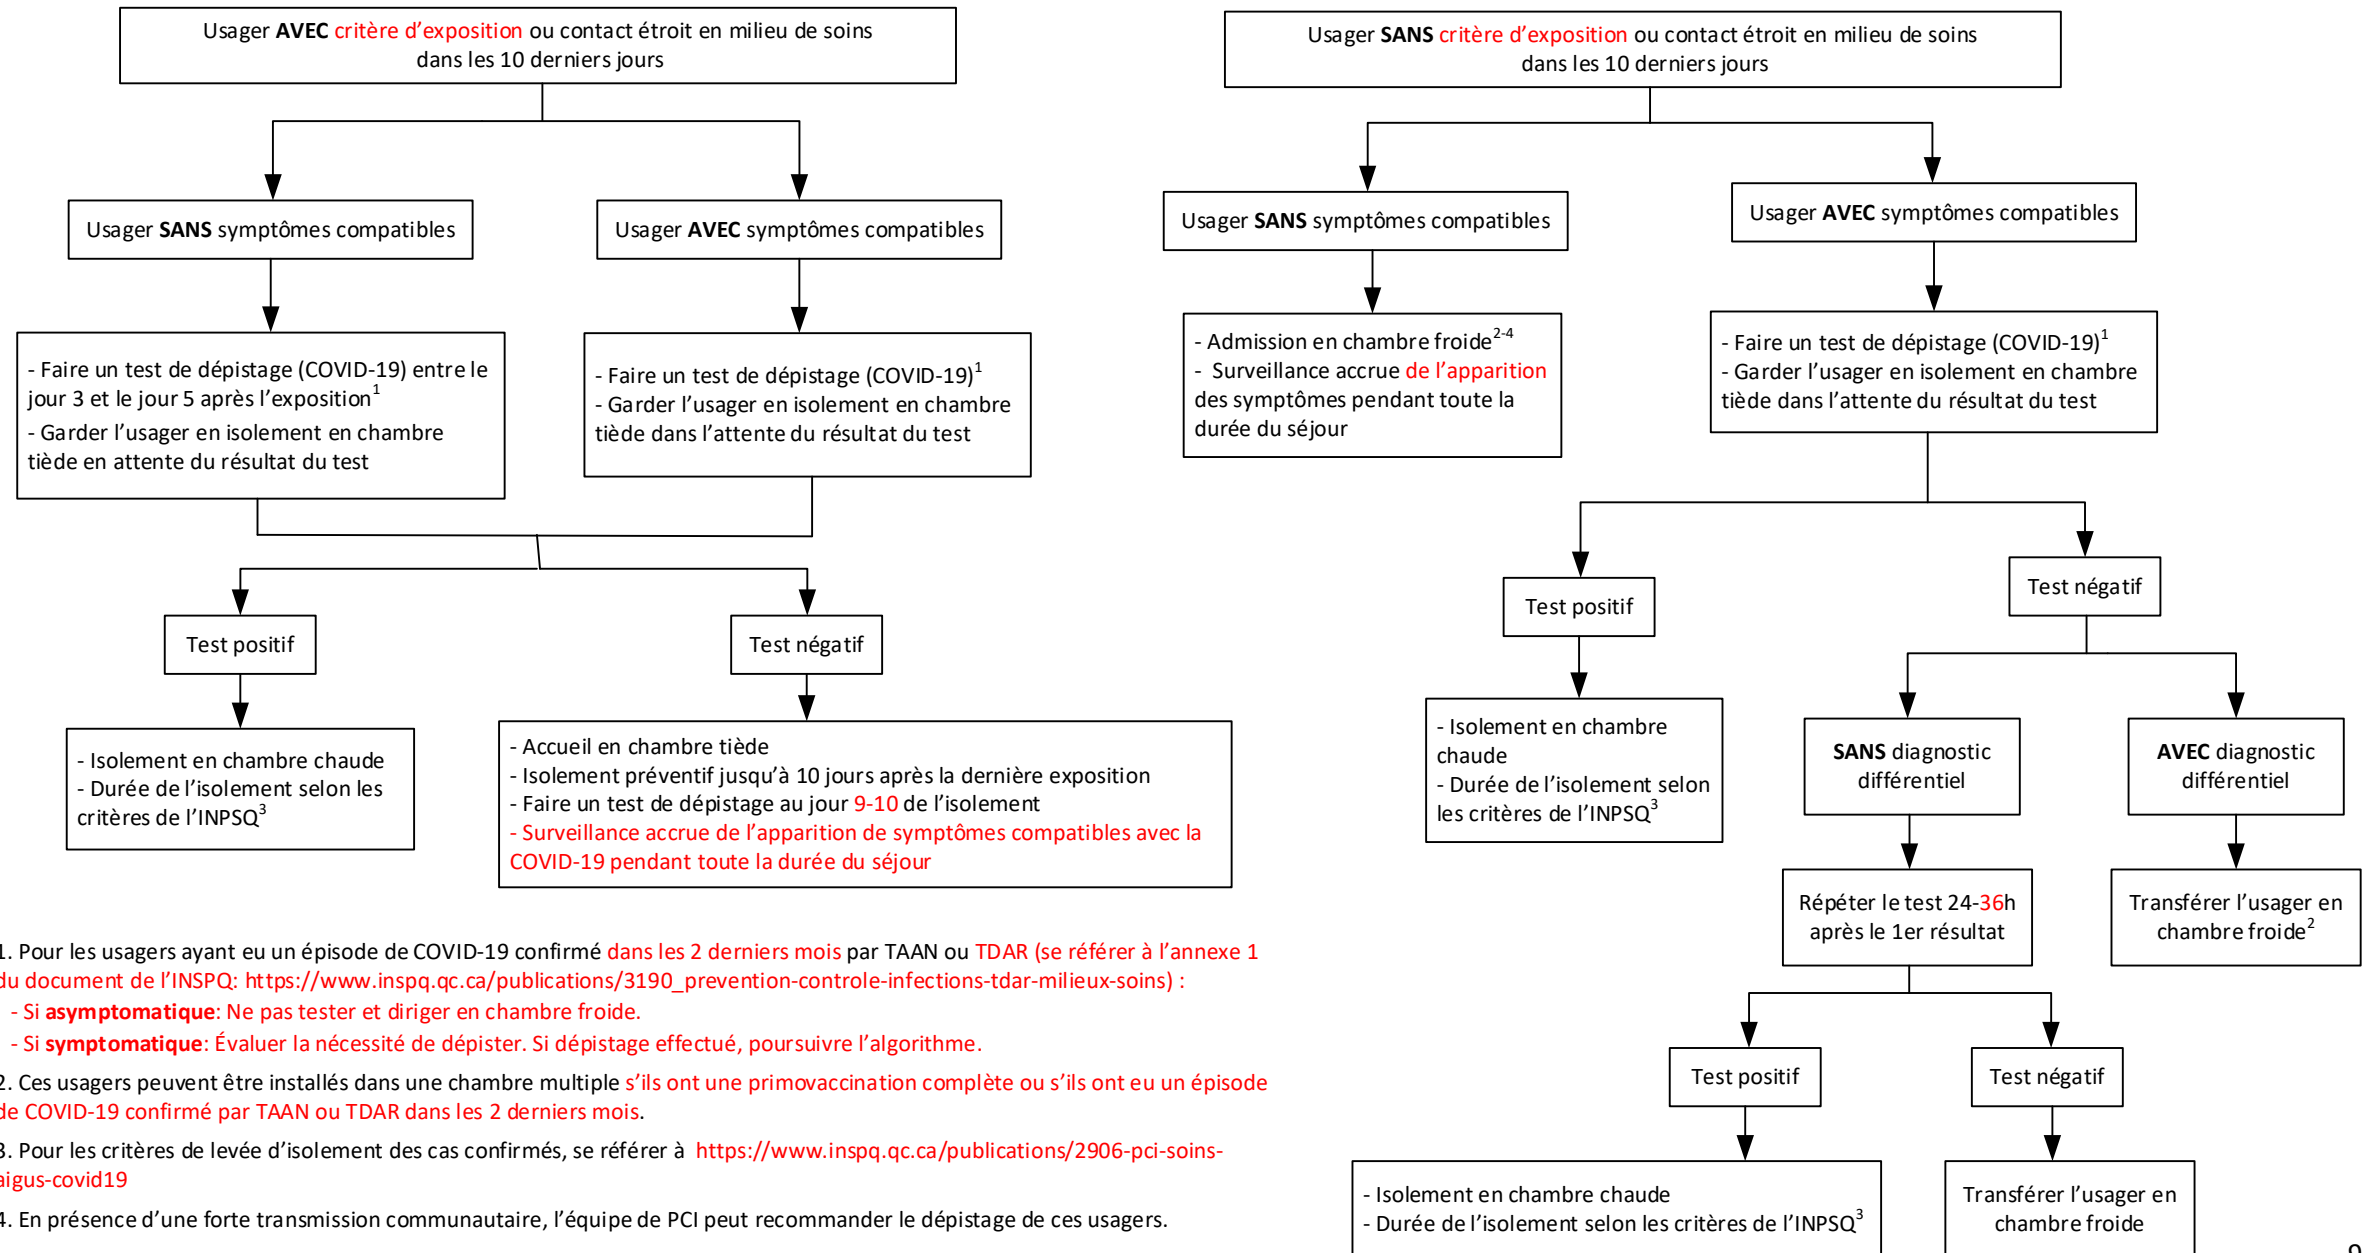 Usager AVEC critère d'exposition ou contact étroit en milieu de soins
dans les 10 derniers jours
Usager SANS symptômes compatibles
Usager AVEC symptômes compatibles
- Faire un test de dépistage (COVID-19) entre le
jour 3 et le jour 5 après l'exposition1
- Garder l'usager en isolement en chambre
tiède en attente du résultat du test
- Faire un test de dépistage (COVID-19)1
- Garder l'usager en isolement en chambre
tiède dans l'attente du résultat du test
Test positif
Test négatif
- Isolement en chambre chaude
- Durée de l'isolement selon les
critères de l'INPSQ3
- Accueil en chambre tiède
- Isolement préventif jusqu'à 10 jours après la dernière exposition
- Faire un test de dépistage au jour 9-10 de l'isolement
- Surveillance accrue de l'apparition de symptômes compatibles avec la
COVID-19 pendant toute la durée du séjour
Usager SANS critère d'exposition ou contact étroit en milieu de soins
dans les 10 derniers jours
Usager SANS symptômes compatibles
Usager AVEC symptômes compatibles
- Admission en chambre froide2-4
- Surveillance accrue de l'apparition
des symptômes pendant toute la
durée du séjour
- Faire un test de dépistage (COVID-19)1
- Garder l'usager en isolement en chambre
tiède dans l'attente du résultat du test
Test positif
Test négatif
- Isolement en chambre
chaude
- Durée de l'isolement selon
les critères de l'INPSQ3
SANS diagnostic
différentiel
AVEC diagnostic
différentiel
Répéter le test 24-36h
après le 1er résultat
Transférer l'usager en
chambre froide2
Test positif
Test négatif
- Isolement en chambre chaude
- Durée de l'isolement selon les critères de l'INPSQ3
Transférer l'usager en
chambre froide
1. Pour les usagers ayant eu un épisode de COVID-19 confirmé dans les 2 derniers mois par TAAN ou TDAR (se référer à l'annexe 1
du document de l'INSPQ: https://www.inspq.qc.ca/publications/3190_prevention-controle-infections-tdar-milieux-soins) :
- Si asymptomatique: Ne pas tester et diriger en chambre froide.
- Si symptomatique: Évaluer la nécessité de dépister. Si dépistage effectué, poursuivre l'algorithme.
2. Ces usagers peuvent être installés dans une chambre multiple s'ils ont une primovaccination complète ou s'ils ont eu un épisode
de COVID-19 confirmé par TAAN ou TDAR dans les 2 derniers mois.
3. Pour les critères de levée d'isolement des cas confirmés, se référer à https://www.inspq.qc.ca/publications/2906-pci-soins-
aigus-covid19
4. En présence d'une forte transmission communautaire, l'équipe de PCI peut recommander le dépistage de ces usagers.